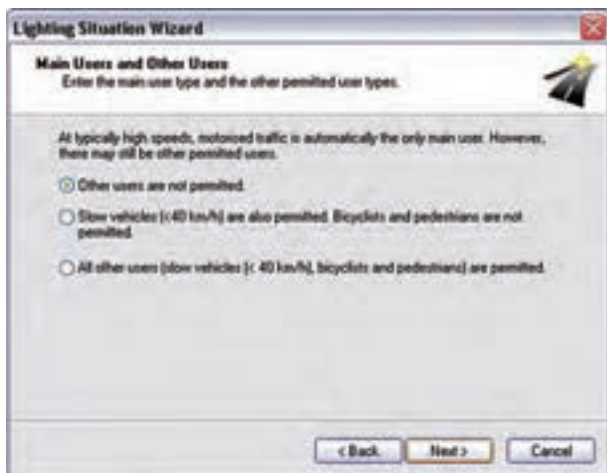 Lighting Situation Wizard
Main Users and Other Users
Enter the main user type and the other permitted user types.
At typically high speeds, motorised traffic is automatically the only main user. However,
there may still be other permitted users.
Other users are not permitted.
Slow vehicles (<40 km/h) are also permitted. Bicyclists and pedestrians are not
permitted.
All other users (slow vehicles (< 40 km/h), bicyclists and pedestrians) are permitted.
< Back Next > Cancel